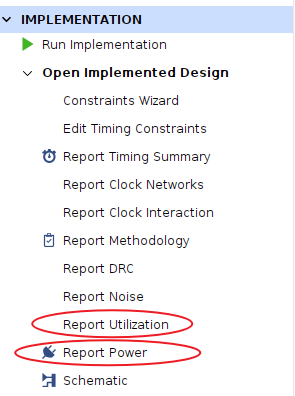 IMPLEMENTATION
Run Implementation
Open Implemented Design
Constraints Wizard
Edit Timing Constraints
Report Timing Summary
Report Clock Networks
Report Clock Interaction
Report Methodology
Report DRC
Report Noise
Report Utilization
Report Power
Schematic